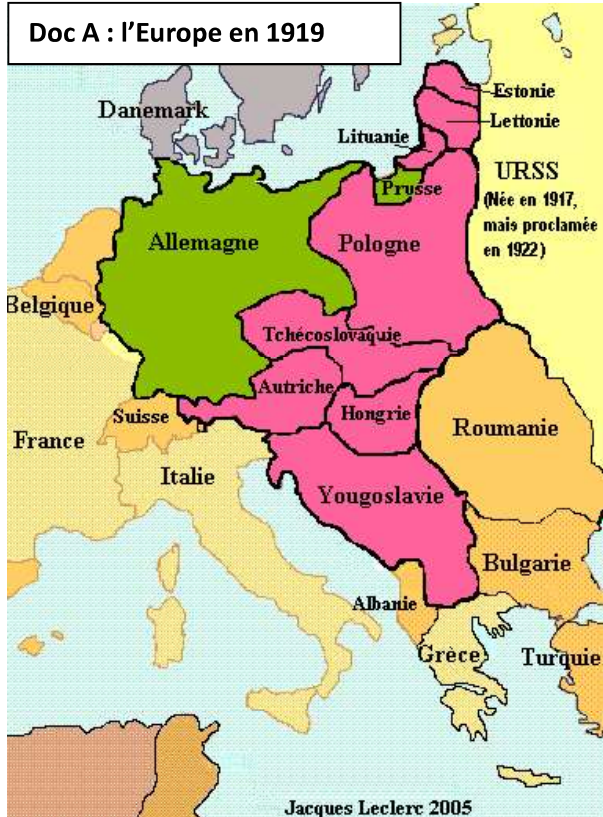 Doc A : l’Europe en 1919
Estonie
Danemark
Lettonie
Lituanie
URSS
(Née en 1917,
mais proclamée
en 1922)
Prusse
Allemagne
Pologne
Belgique
Tchécoslovaquie
Autriche
Suisse
Hongrie
France
Roumanie
Italie
Yougoslavie
Bulgarie
Albanie
Grèce
Turquie
Jacques Leclerc 2005